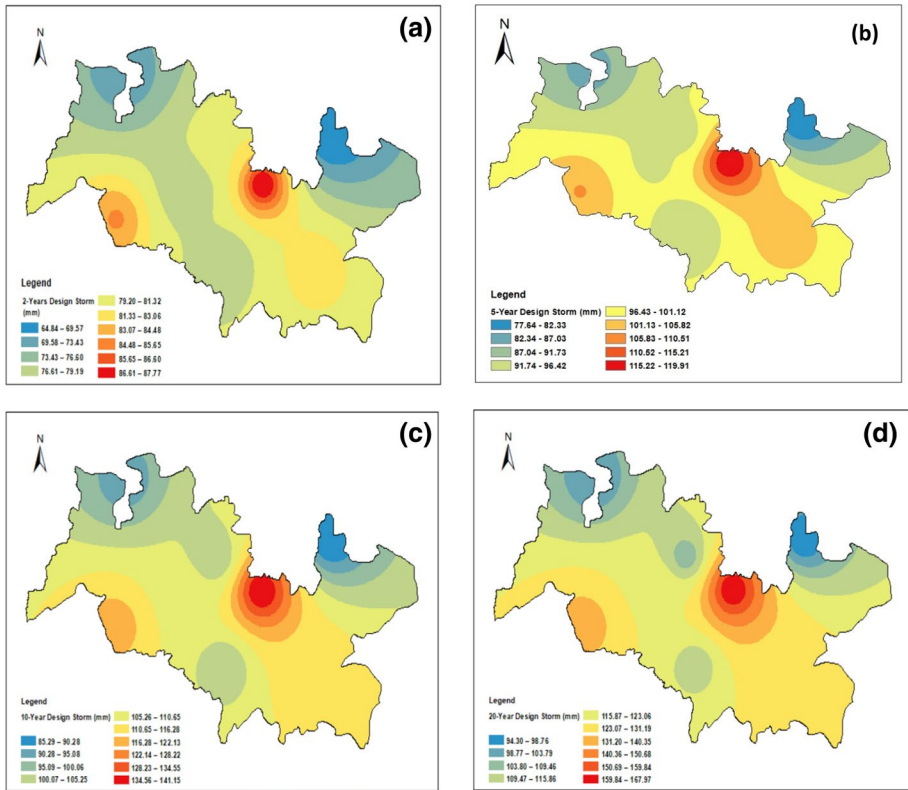 (a)
N
Legend
2-Years Design Storm (mm)
64.84 – 69.57
69.58 – 73.43
73.43 – 76.60
76.61 – 79.19
79.20 – 81.32
81.33 – 83.06
83.07 – 84.48
84.48 – 85.65
85.65 – 86.60
86.61 – 87.77
(b)
N
Legend
5-Year Design Storm (mm)
77.64 - 82.33
82.34 - 87.03
87.04 - 91.73
91.74 - 96.42
96.43 - 101.12
101.13 - 105.82
105.83 - 110.51
110.52 - 115.21
115.22 - 119.91
(c)
N
Legend
10-Year Design Storm (mm)
85.29 – 90.28
90.28 – 95.08
95.09 – 100.06
100.07 – 105.25
105.26 – 110.65
110.65 – 116.28
116.28 – 122.13
122.14 – 128.22
128.23 – 134.55
134.56 – 141.15
(d)
N
Legend
20-Year Design Storm (mm)
94.30 – 98.76
98.77 – 103.79
103.80 – 109.46
109.47 – 115.86
115.87 – 123.06
123.07 – 131.19
131.20 – 140.35
140.36 – 150.68
150.69 – 159.84
159.84 – 167.97